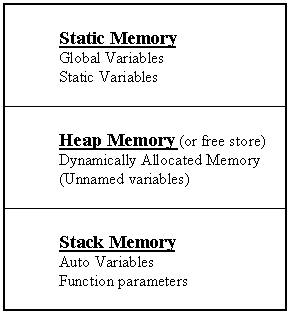 Static Memory
Global Variables
Static Variables
Heap Memory (or free store)
Dynamically Allocated Memory
(Unnamed variables)
Stack Memory
Auto Variables
Function parameters